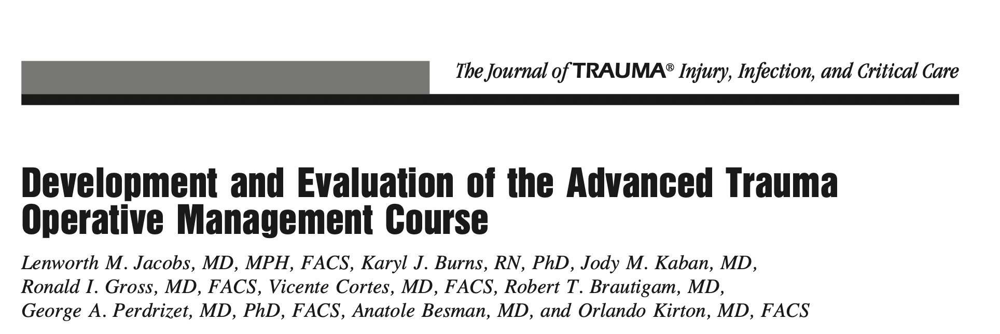 The Journal of TRAUMA® Injury, Infection, and Critical Care
Development and Evaluation of the Advanced Trauma
Operative Management Course
Lenworth M. Jacobs, MD, MPH, FACS, Karyl J. Burns, RN, PhD, Jody M. Kaban, MD,
Ronald I. Gross, MD, FACS, Vicente Cortes, MD, FACS, Robert T. Brautigam, MD,
George A. Perdrizet, MD, PhD, FACS, Anatole Besman, MD, and Orlando Kirton, MD, FACS